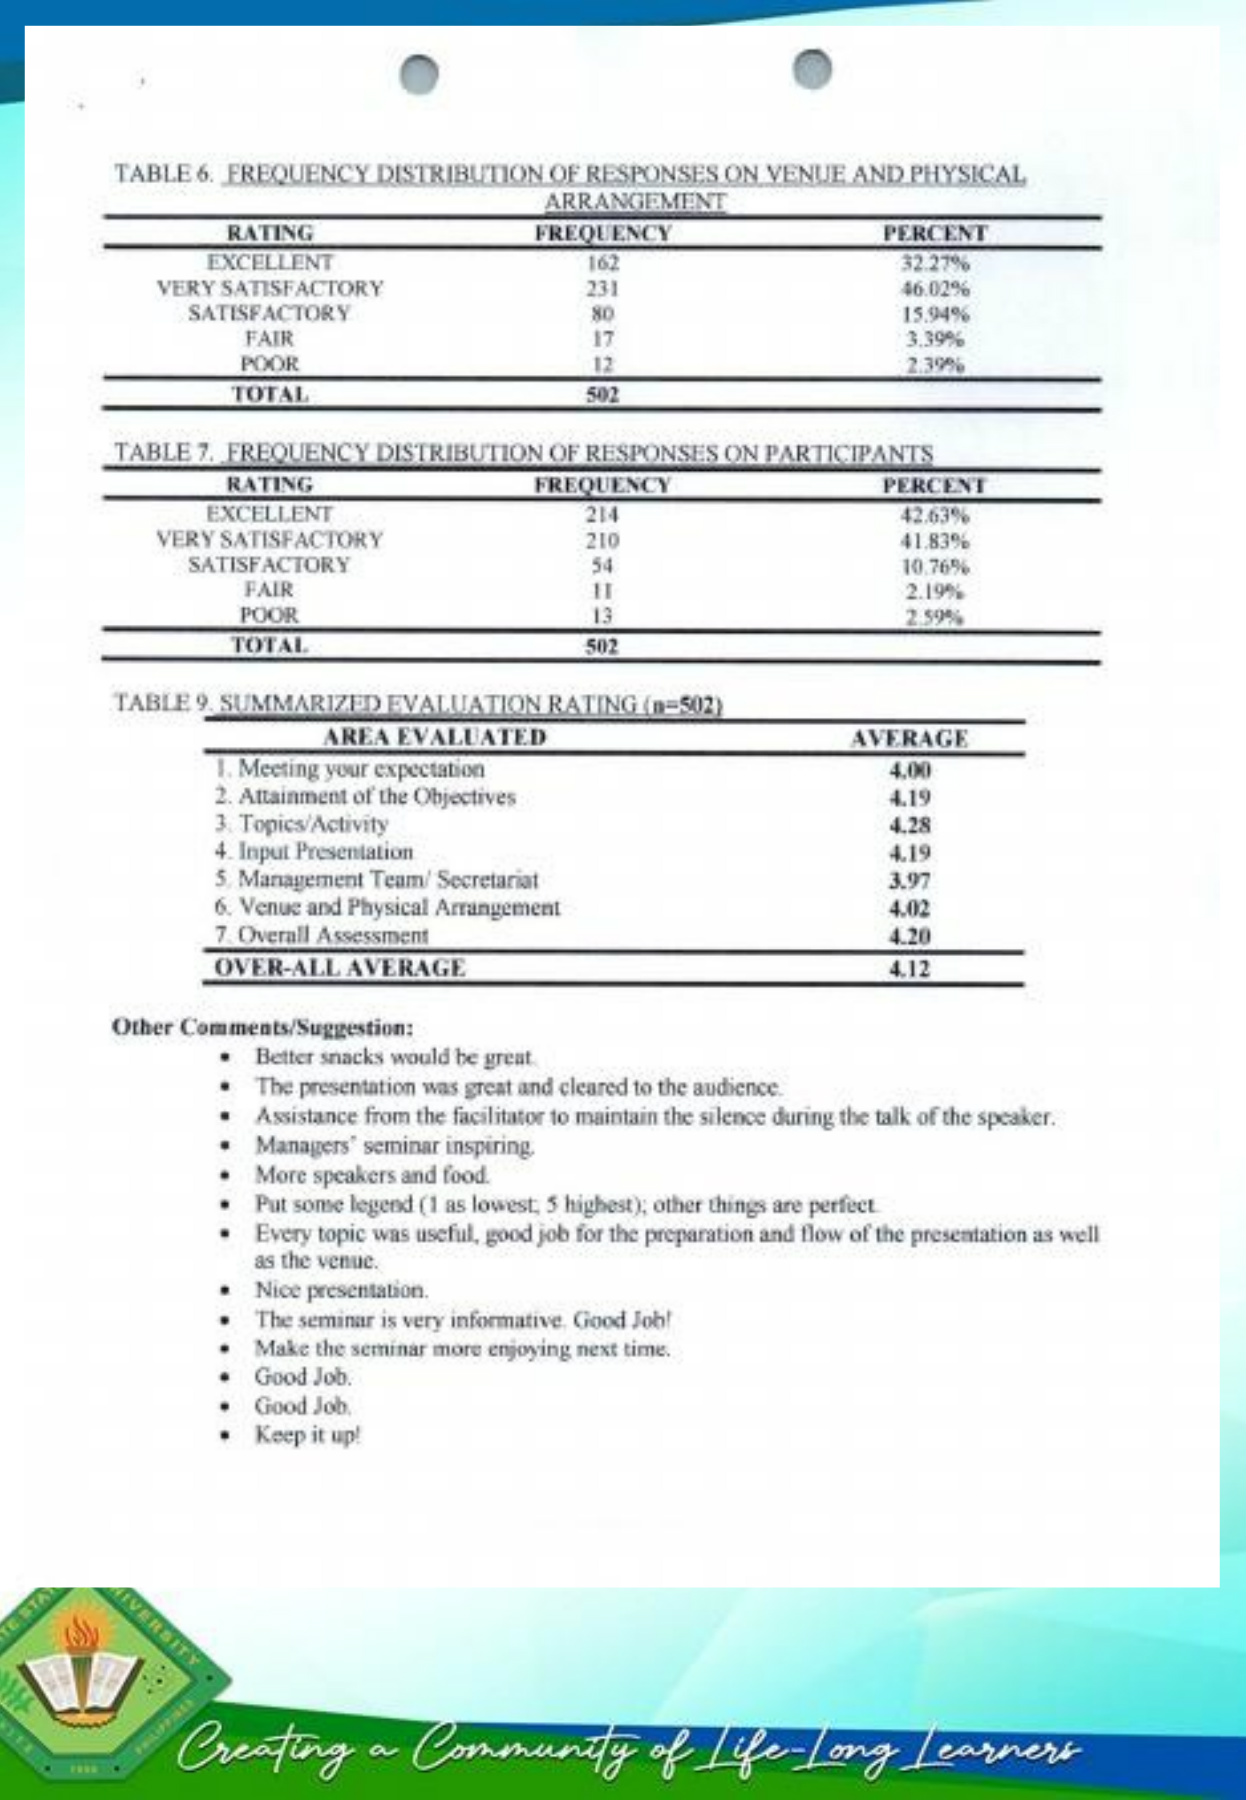 TABLE 6. FREQUENCY DISTRIBUTION OF RESPONSES ON VENUE AND PHYSICAL
ARRANGEMENT
RATING FREQUENCY PERCENT
EXCELLENT 162 32.27%
VERY SATISFACTORY 231 46.02%
SATISFACTORY 80 15.94%
FAIR 17 3.39%
POOR 12 2.39%
TOTAL 502
TABLE 7. FREQUENCY DISTRIBUTION OF RESPONSES ON PARTICIPANTS
RATING FREQUENCY PERCENT
EXCELLENT 214 42.63%
VERY SATISFACTORY 210 41.83%
SATISFACTORY 54 10.76%
FAIR 11 2.19%
POOR 13 2.59%
TOTAL 502
TABLE 9. SUMMARIZED EVALUATION RATING (n=502)
AREA EVALUATED AVERAGE
1. Meeting your expectation 4.00
2. Attainment of the Objectives 4.19
3. Topics/Activity 4.28
4. Input Presentation 4.19
5. Management Team/ Secretariat 3.97
6. Venue and Physical Arrangement 4.02
7. Overall Assessment 4.20
OVER-ALL AVERAGE 4.12
Other Comments/Suggestion:
• Better snacks would be great.
• The presentation was great and cleared to the audience.
• Assistance from the facilitator to maintain the silence during the talk of the speaker.
• Managers' seminar inspiring.
• More speakers and food.
• Put some legend (1 as lowest; 5 highest); other things are perfect.
• Every topic was useful, good job for the preparation and flow of the presentation as well
as the venue.
• Nice presentation.
• The seminar is very informative. Good Job!
• Make the seminar more enjoying next time.
• Good Job.
• Good Job.
• Keep it up!
Creating a Community of Life-Long Learners